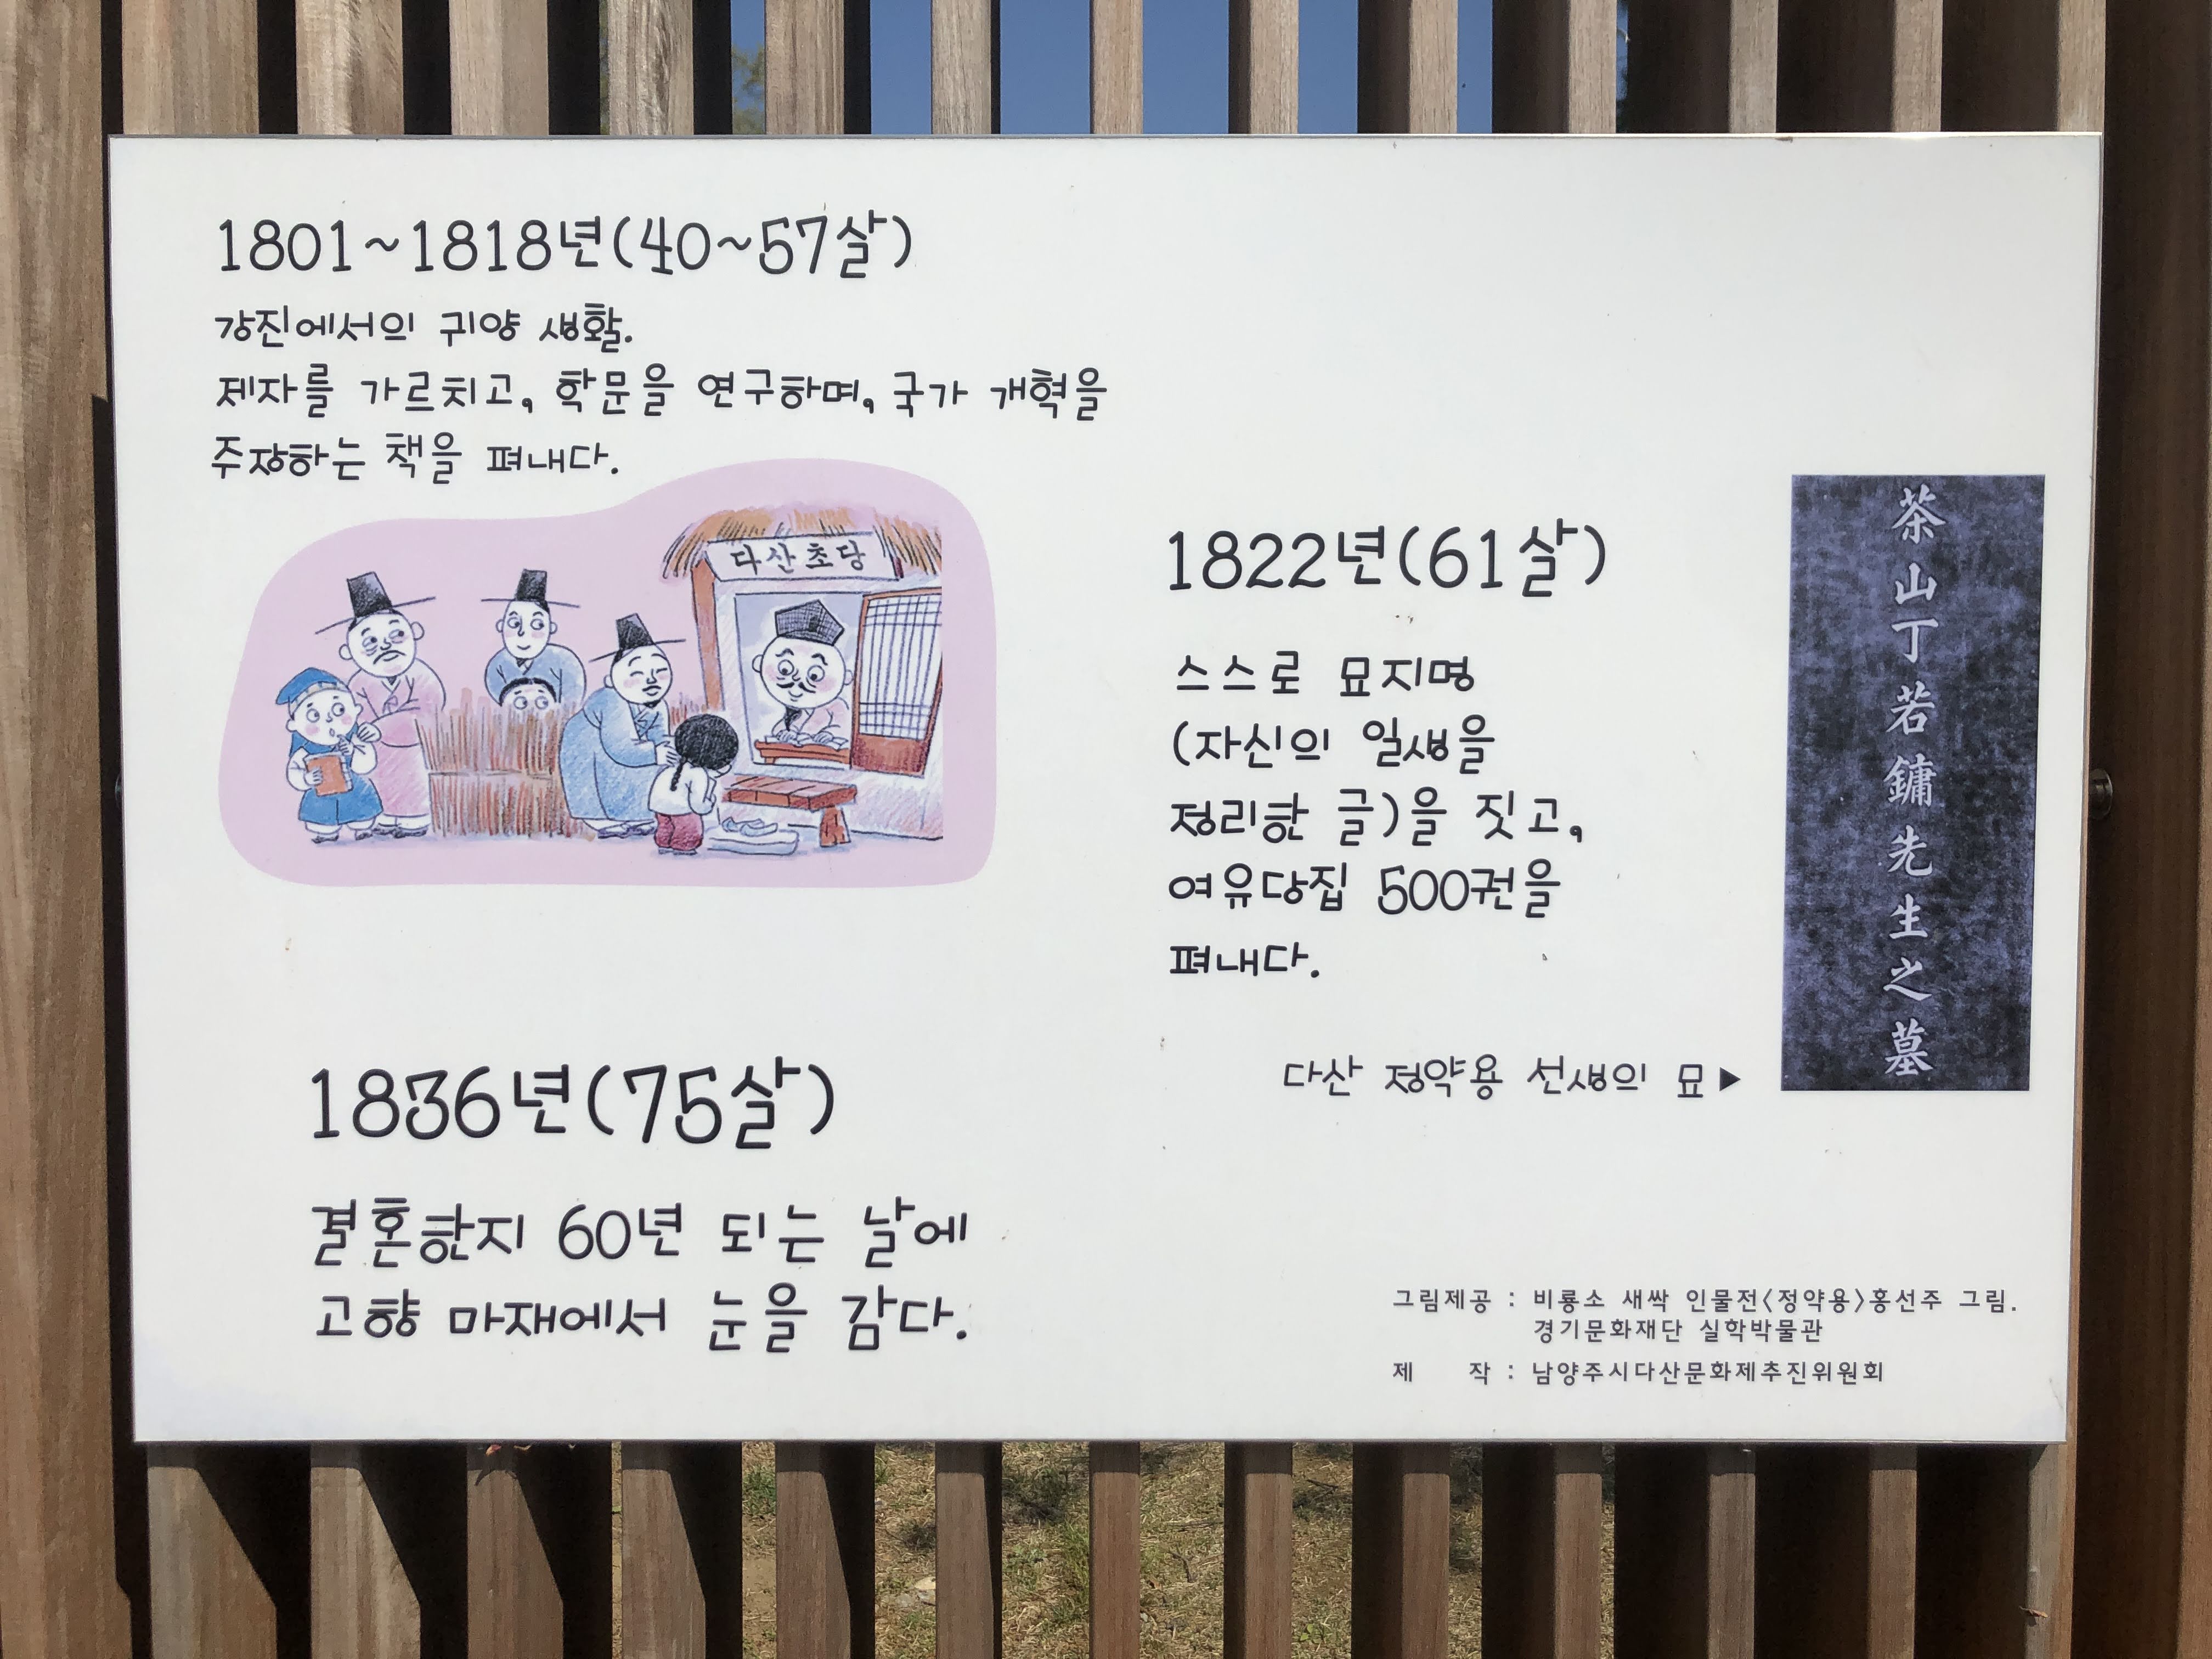 1801~1818년(40~57살)
강진에서의 귀양 생활.
제자를 가르치고, 학문을 연구하며, 국가 개혁을
주장하는 책을 펴내다.
다산초당
1822년(61살)
스스로 묘지명
(자신의 일생을
정리한 글)을 짓고,
여유당집 500권을
펴내다.
다산 정약용 선생의 묘▶
茶山丁若鏞先生之墓
1836년(75살)
결혼한지 60년 되는 날에
고향 마재에서 눈을 감다.
그림제공 : 비룡소 새싹 인물전<정약용>홍선주 그림.
경기문화재단 실학박물관
제 작 : 남양주시다산문화제추진위원회